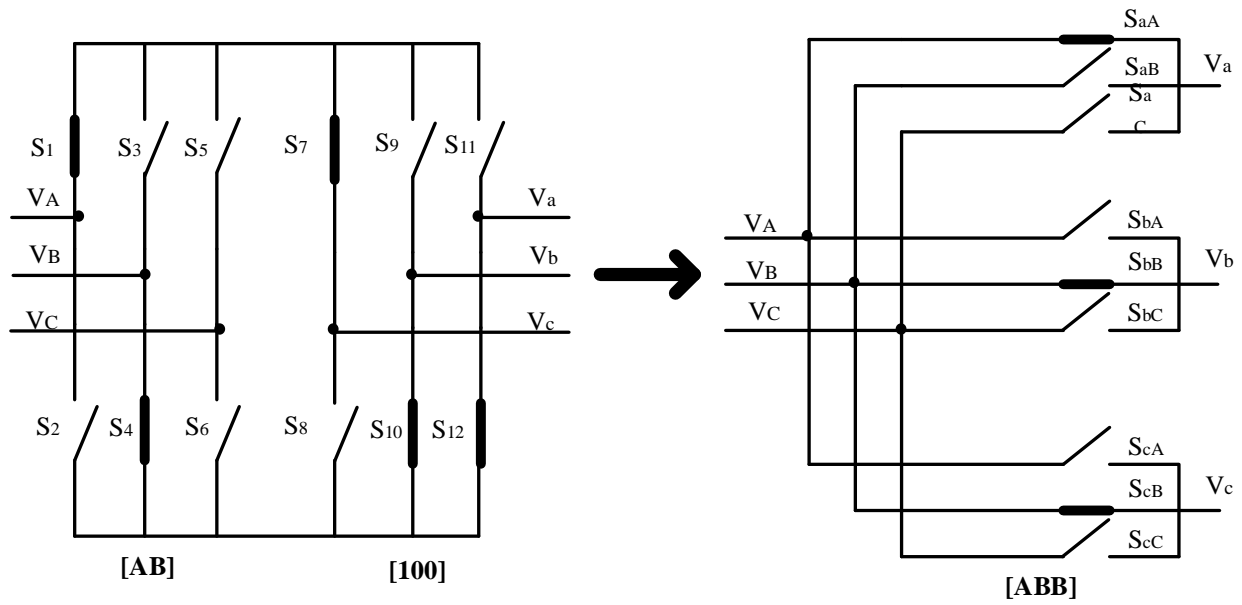 S1
S3
S5
S7
S9
S11
VA
VB
VC
Va
Vb
Vc
S2
S4
S6
S8
S10
S12
[AB]
[100]
SaA
SaB
Sa
C
Va
VA
VB
VC
SbA
SbB
SbC
Vb
ScA
ScB
ScC
Vc
[ABB]